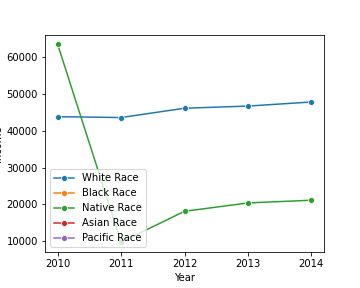 60000
50000
40000
30000
20000
10000
White Race
Black Race
Native Race
Asian Race
Pacific Race
2010 2011 2012 2013 2014
Year